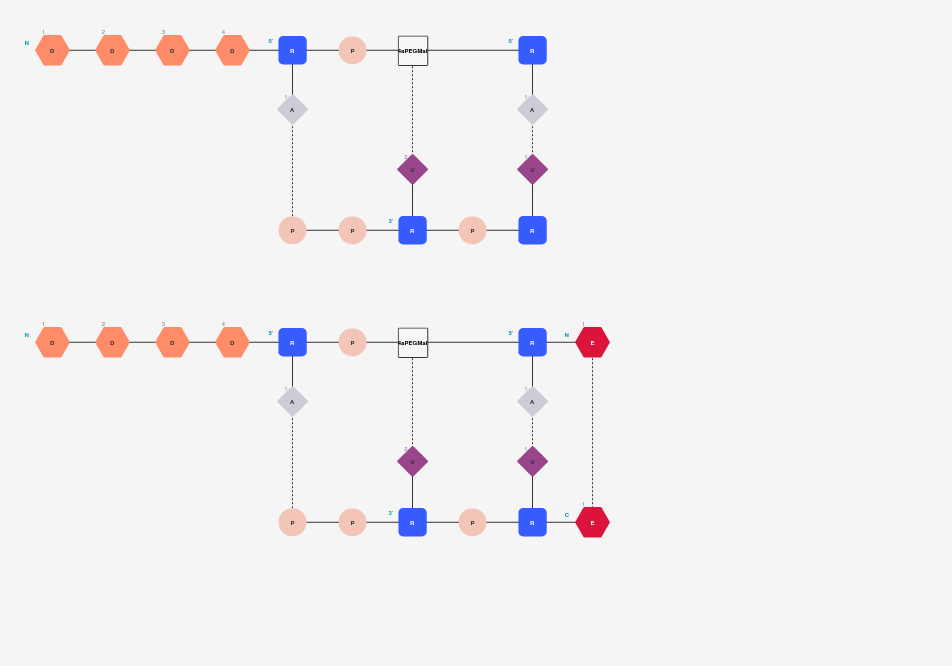 1 2 3 4
N D D D D 5' R P aPEGMal 5' R
1 A 1 A
2 U 1 U
P P 3' R P R
1 2 3 4 1
N D D D D 5' R P aPEGMal 5' R N E
1 A 1 A
2 U 1 U
1
P P 3' R P R C E